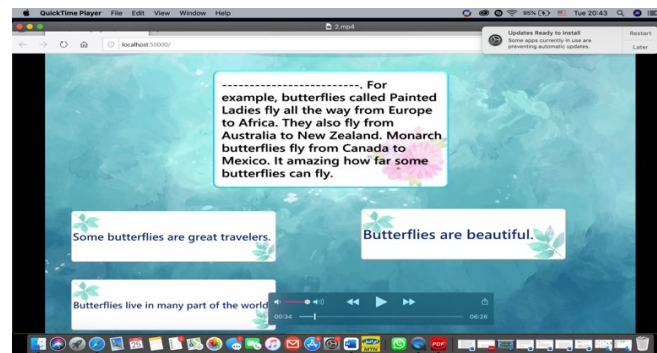 QuickTime Player File Edit View Window Help
95% Tue 20:43
2.mp4
localhost:50000/
Updates Ready to Install
Some apps currently in use are
preventing automatic updates.
Restart
Later
-------------------------. For
example, butterflies called Painted
Ladies fly all the way from Europe
to Africa. They also fly from
Australia to New Zealand. Monarch
butterflies fly from Canada to
Mexico. It amazing how far some
butterflies can fly.
Some butterflies are great travelers.
Butterflies are beautiful.
Butterflies live in many part of the world
00:34
06:26
PDF